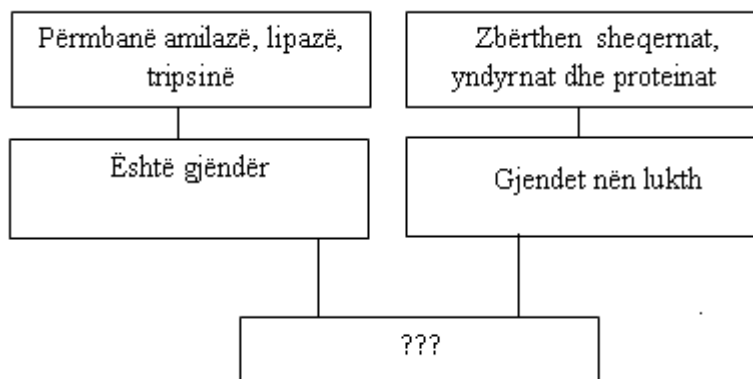 Përmbanë amilazë, lipazë,
tripsinë
Zbërthen sheqernat,
yndyrnat dhe proteinat
Është gjëndër
Gjendet nën lukth
???